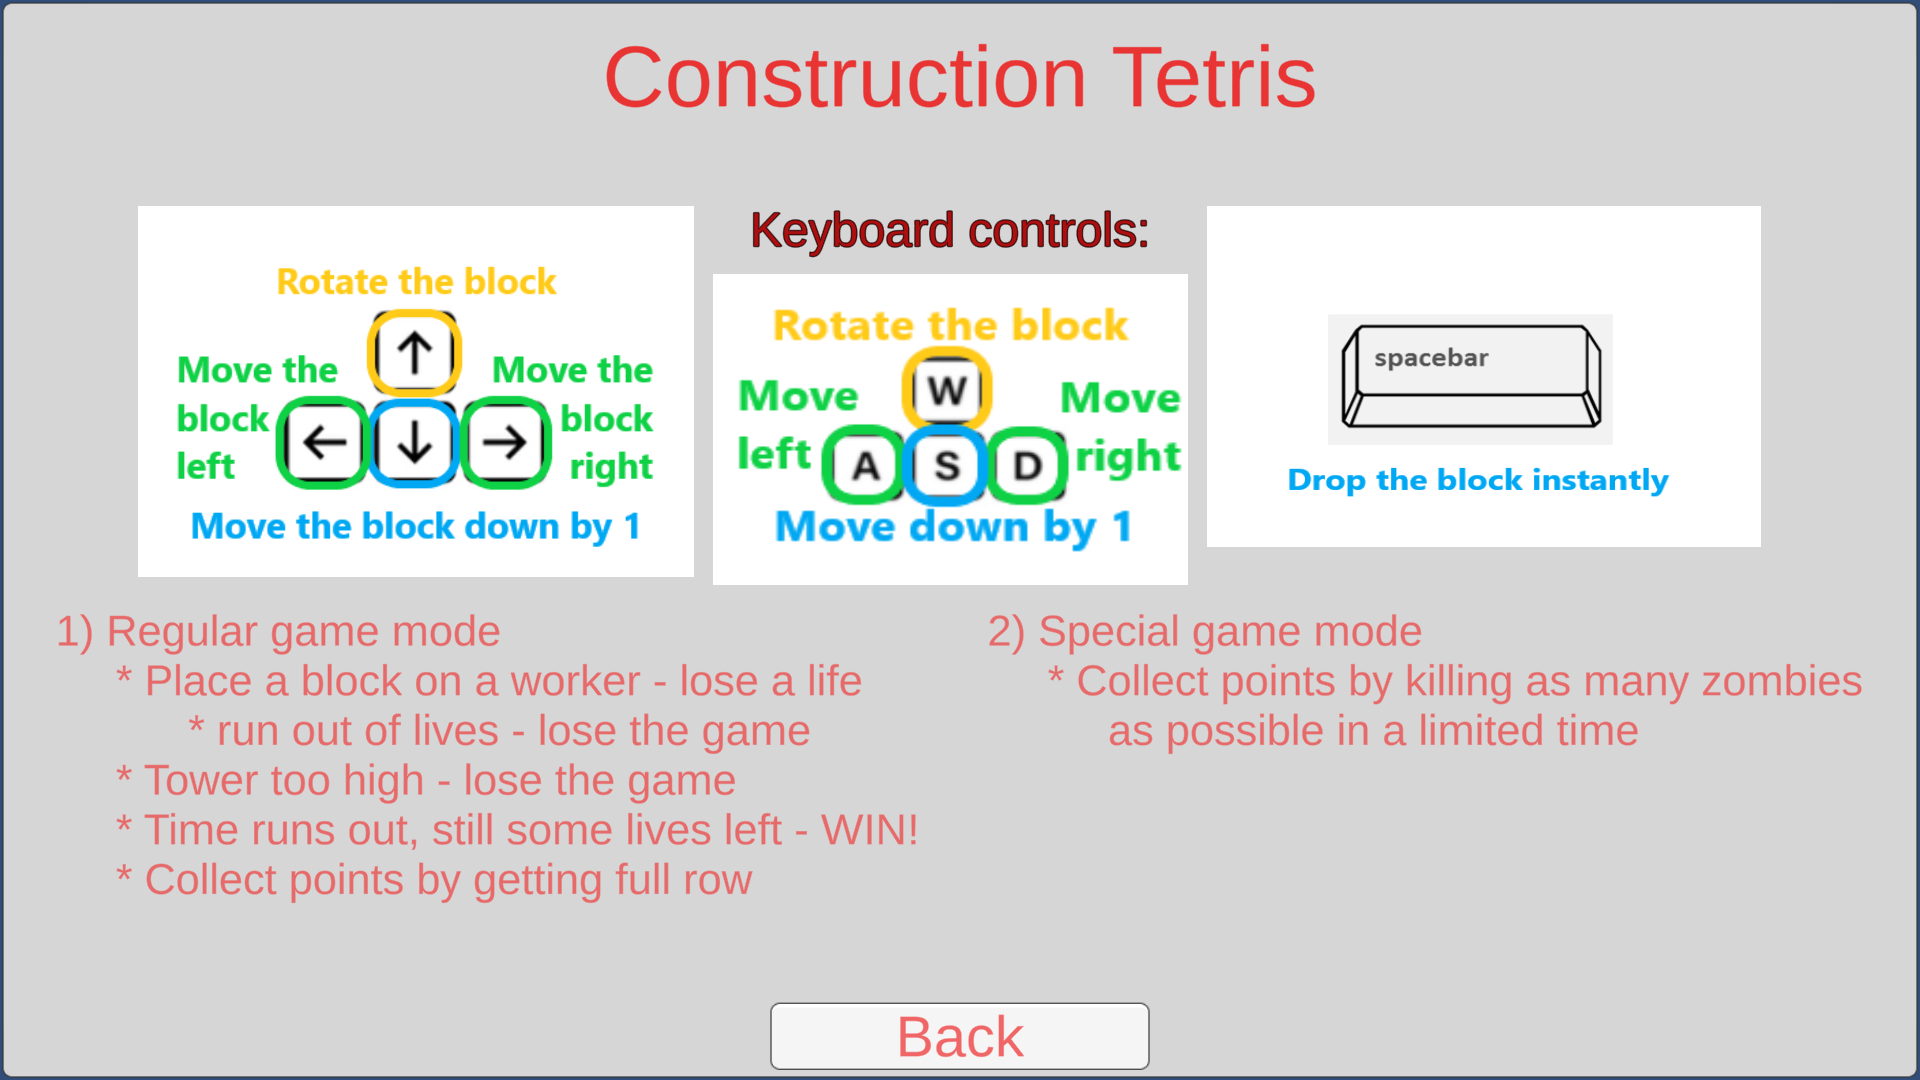 Construction Tetris
Keyboard controls:
Rotate the block
Move the
block
left
Move the
block
right
Move the block down by 1
Rotate the block
W
Move
left
A
S
D
Move
right
Move down by 1
spacebar
Drop the block instantly
1) Regular game mode
* Place a block on a worker - lose a life
* run out of lives - lose the game
* Tower too high - lose the game
* Time runs out, still some lives left - WIN!
* Collect points by getting full row
2) Special game mode
* Collect points by killing as many zombies
as possible in a limited time
Back